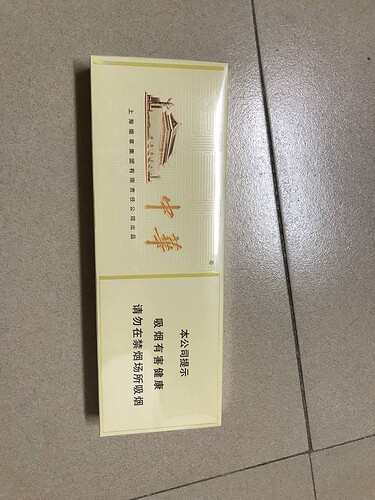 中華
®
上海烟草集团有限责任公司出品
本公司提示
吸烟有害健康
请勿在禁烟场所吸烟